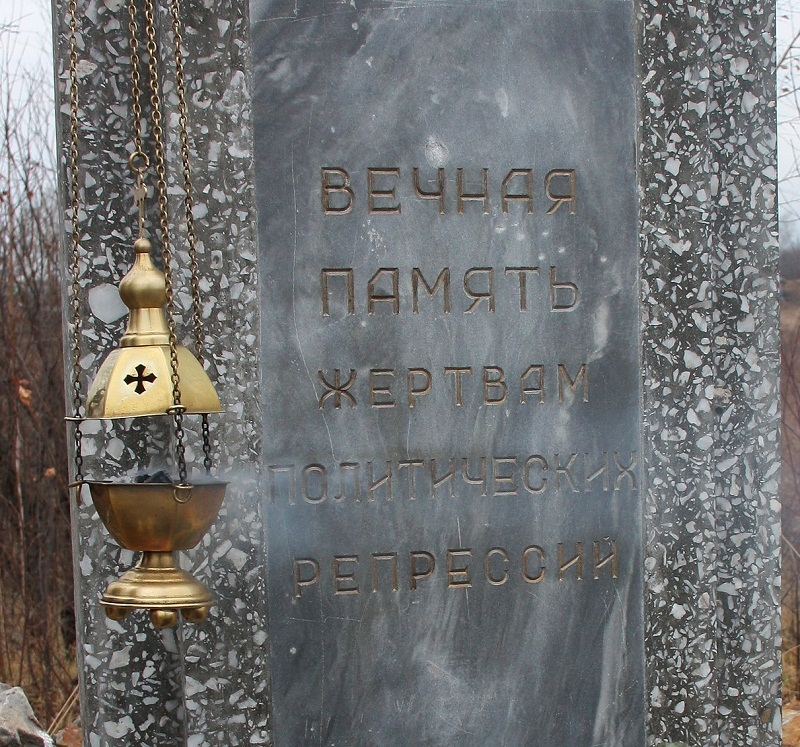 ВЕЧНАЯ
ПАМЯТЬ
ЖЕРТВАМ
ПОЛИТИЧЕСКИХ
РЕПРЕССИЙ